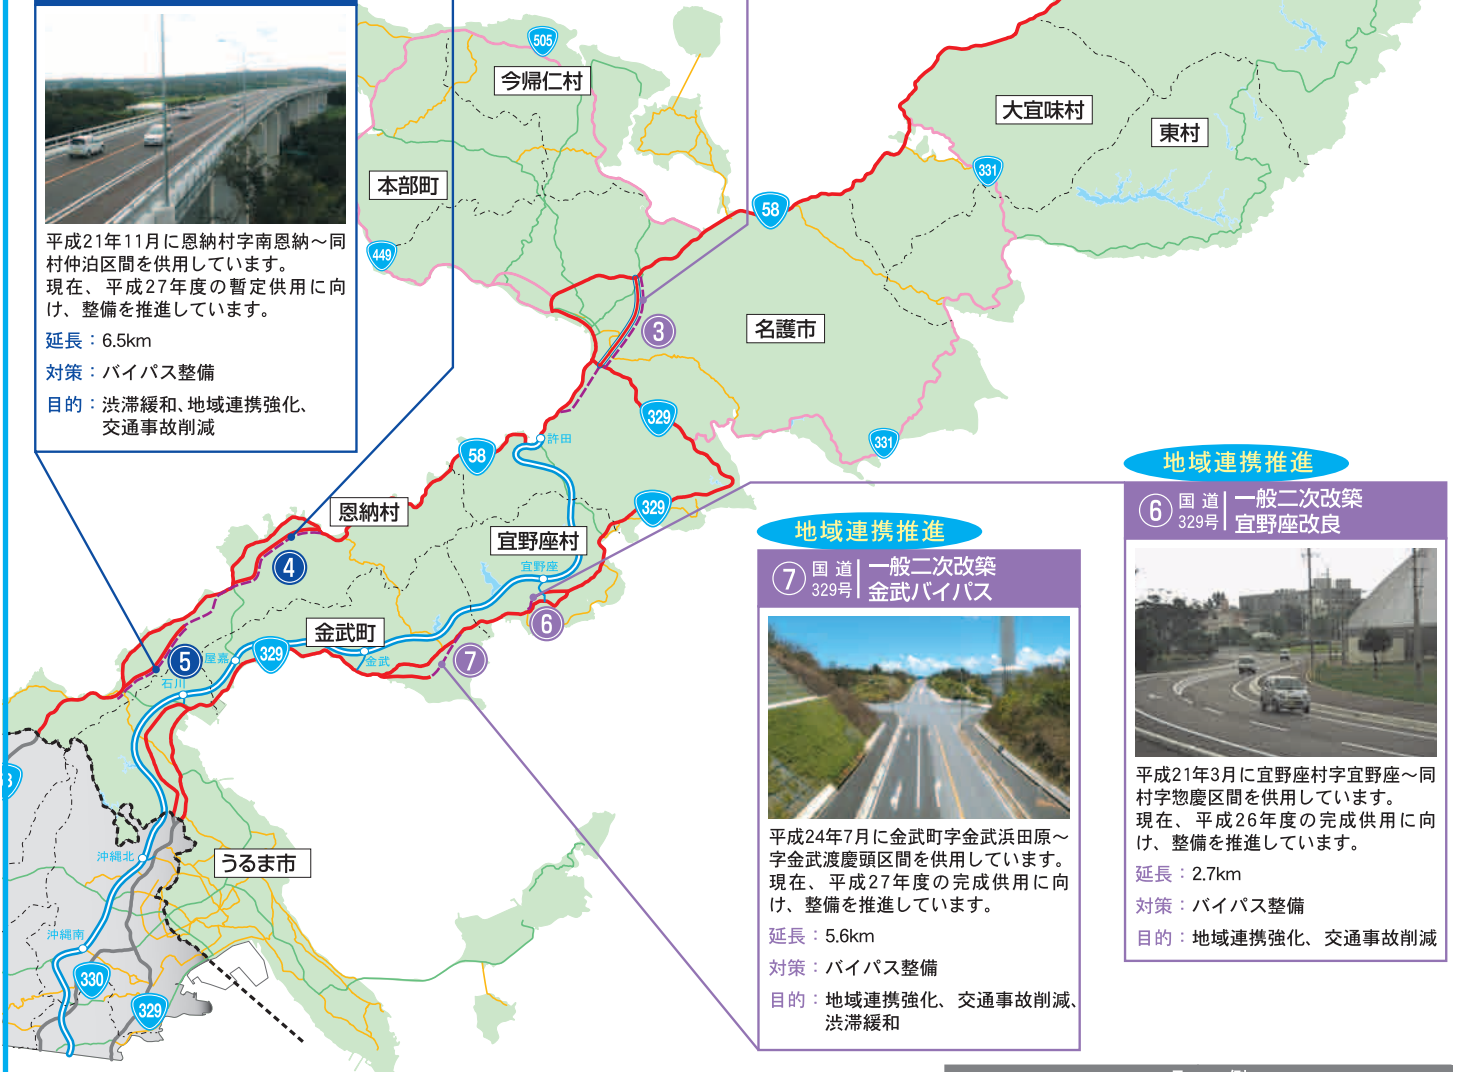 平成21年11月に恩納村字南恩納～同
村仲泊区間を供用しています。
現在、平成27年度の暫定供用に向
け、整備を推進しています。
延長：6.5km
対策：バイパス整備
目的：渋滞緩和、地域連携強化、
交通事故削減
505
今帰仁村
本部町
449
58
大宜味村
東村
331
3
名護市
329
331
許田
58
恩納村
329
宜野座村
宜野座
4
金武町
6
5
屋嘉
329
金武
7
石川
沖縄北
うるま市
沖縄南
330
329
地域連携推進
⑦ 国道 329号 一般二次改築
金武バイパス
平成24年7月に金武町字金武浜田原～
字金武渡慶頭区間を供用しています。
現在、平成27年度の完成供用に向
け、整備を推進しています。
延長：5.6km
対策：バイパス整備
目的：地域連携強化、交通事故削減、
渋滞緩和
地域連携推進
⑥ 国道 329号 一般二次改築
宜野座改良
平成21年3月に宜野座村字宜野座～同
村字惣慶区間を供用しています。
現在、平成26年度の完成供用に向
け、整備を推進しています。
延長：2.7km
対策：バイパス整備
目的：地域連携強化、交通事故削減